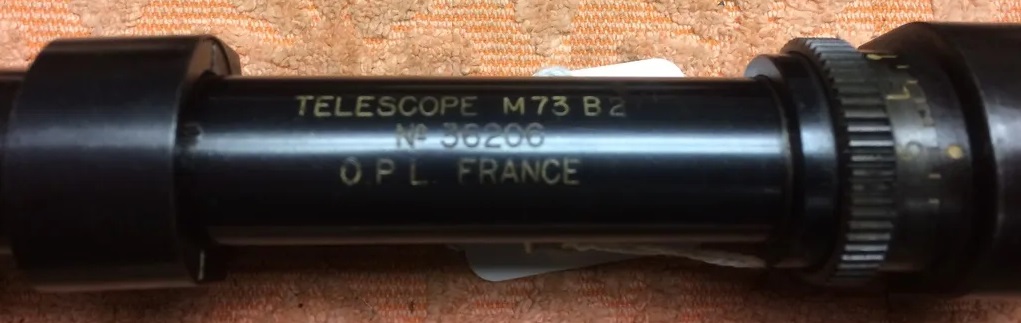 TELESCOPE M73 B2
Nº 36206
O.P.L. FRANCE